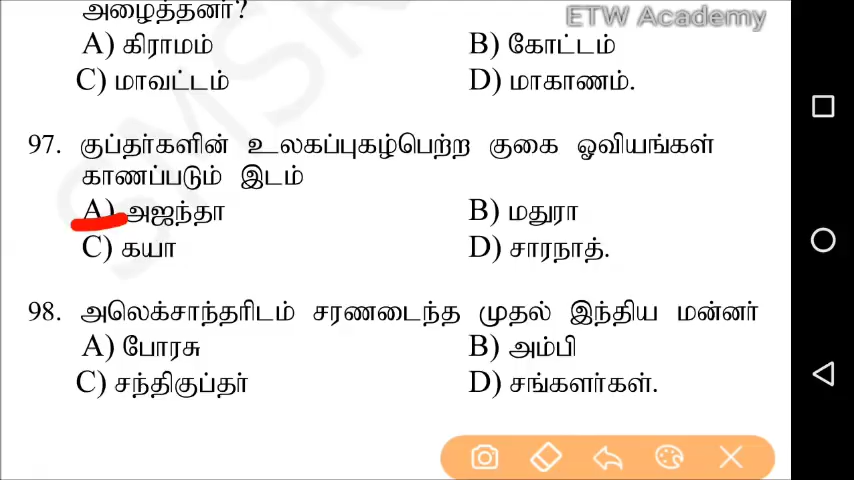 அழைத்தனர்?
ETW Academy
A) கிராமம் B) கோட்டம்
C) மாவட்டம் D) மாகாணம்.
97. குப்தர்களின் உலகப்புகழ்பெற்ற குகை ஓவியங்கள்
காணப்படும் இடம்
A) அஜந்தா B) மதுரா
C) கயா D) சாரநாத்.
98. அலெக்சாந்தரிடம் சரணடைந்த முதல் இந்திய மன்னர்
A) போரசு B) அம்பி
C) சந்திகுப்தர் D) சங்களர்கள்.